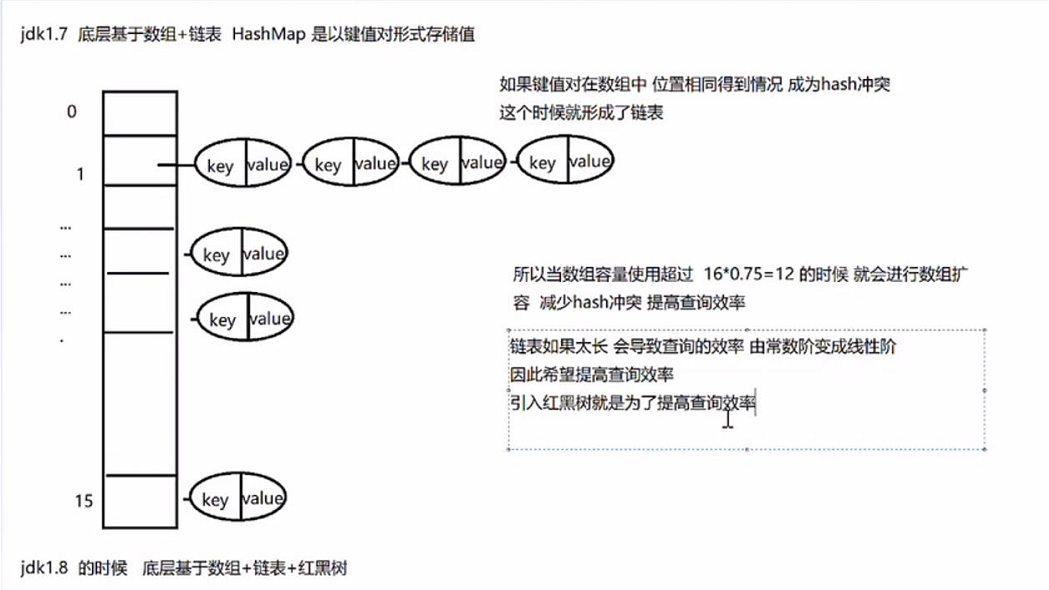 jdk1.7 底层基于数组+链表 HashMap 是以键值对形式存储值
如果键值对在数组中 位置相同得到情况 成为hash冲突
这个时候就形成了链表
0
key value key value key value key value
1
...
...
key value
...
...
key value
.
所以当数组容量使用超过 16*0.75=12 的时候 就会进行数组扩
容 减少hash冲突 提高查询效率
链表如果太长 会导致查询的效率 由常数阶变成线性阶
因此希望提高查询效率
引入红黑树就是为了提高查询效率
15
key value
jdk1.8 的时候 底层基于数组+链表+红黑树